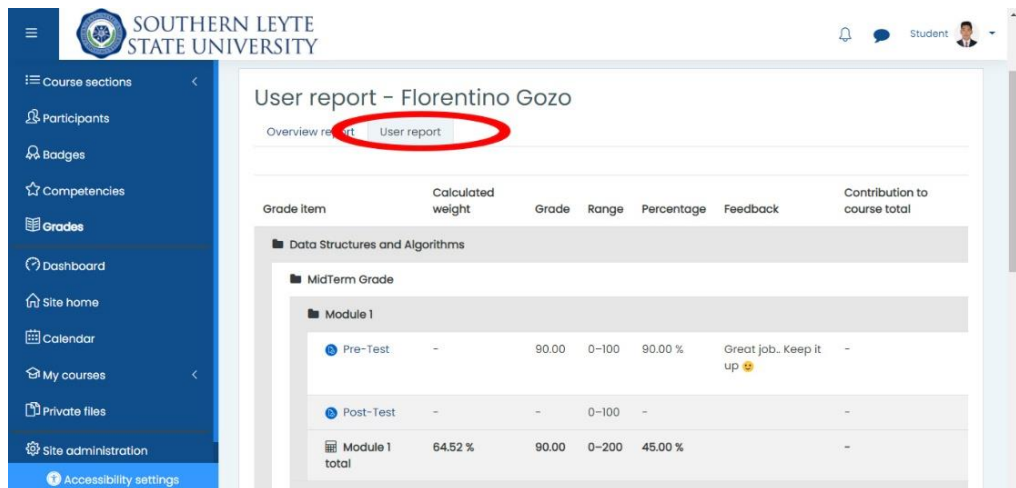 SOUTHERN LEYTE
STATE UNIVERSITY
Student
Course sections
Participants
Badges
Competencies
Grades
Dashboard
Site home
Calendar
My courses
Private files
Site administration
Accessibility settings
User report - Florentino Gozo
Overview report User report
Grade item Calculated weight Grade Range Percentage Feedback Contribution to course total
Data Structures and Algorithms
MidTerm Grade
Module 1
Pre-Test - 90.00 0-100 90.00 % Great job.. Keep it up -
Post-Test - - 0-100 - -
Module 1 total 64.52 % 90.00 0-200 45.00 % -